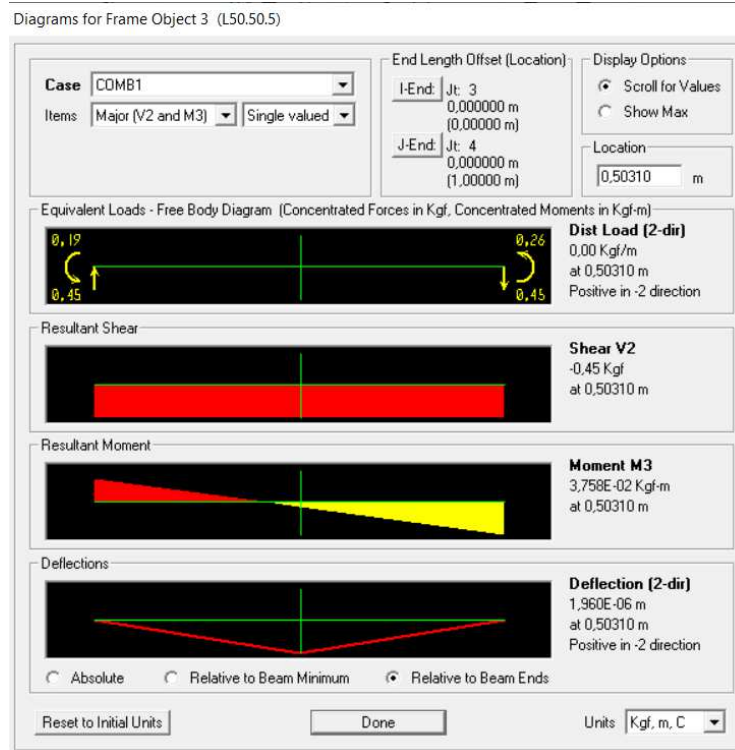 Diagrams for Frame Object 3 (L50.50.5)
Case COMB1
Items Major (V2 and M3) Single valued
End Length Offset (Location)
I-End: Jt: 3
0,000000 m
(0,00000 m)
J-End: Jt: 4
0,000000 m
(1,00000 m)
Display Options
Scroll for Values
Show Max
Location
0,50310 m
Equivalent Loads - Free Body Diagram (Concentrated Forces in Kgf, Concentrated Moments in Kgf-m)
0,19 0,26
0,45 0,45
Dist Load (2-dir)
0,00 Kgf/m
at 0,50310 m
Positive in -2 direction
Resultant Shear
Shear V2
-0,45 Kgf
at 0,50310 m
Resultant Moment
Moment M3
3,758E-02 Kgf-m
at 0,50310 m
Deflections
Deflection (2-dir)
1,960E-06 m
at 0,50310 m
Positive in -2 direction
Absolute Relative to Beam Minimum Relative to Beam Ends
Reset to Initial Units Done Units Kgf, m, C